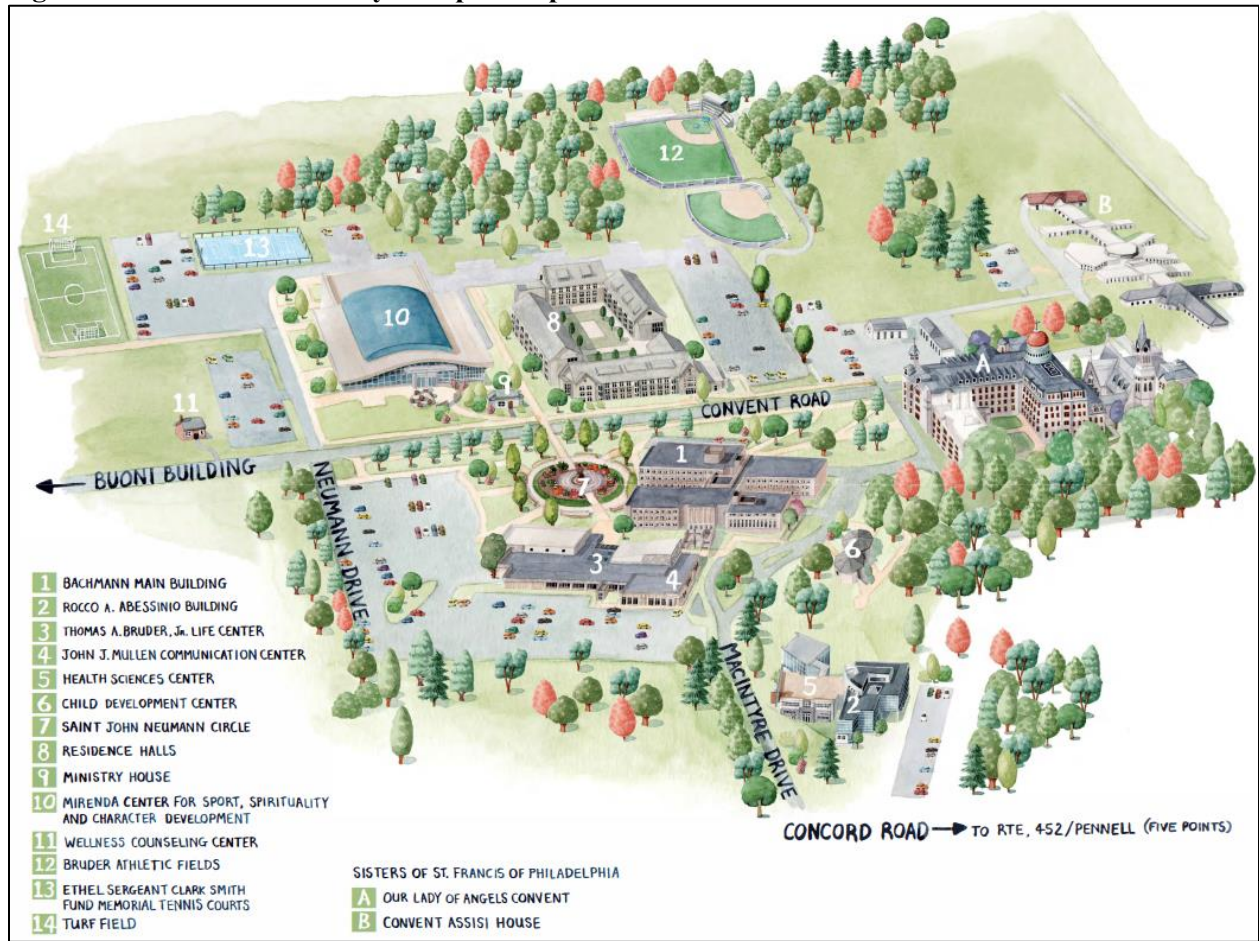 12
14
B
13
10
8
A
9
11
CONVENT ROAD
1
BUONI BUILDING
7
NEUMANN DRIVE
6
3
4
MACINTYRE DRIVE
5
2
1 BACHMANN MAIN BUILDING
2 ROCCO A. ABESSINIO BUILDING
3 THOMAS A. BRUDER, JR. LIFE CENTER
4 JOHN J. MULLEN COMMUNICATION CENTER
5 HEALTH SCIENCES CENTER
6 CHILD DEVELOPMENT CENTER
7 SAINT JOHN NEUMANN CIRCLE
8 RESIDENCE HALLS
9 MINISTRY HOUSE
10 MIRENDA CENTER FOR SPORT, SPIRITUALITY
AND CHARACTER DEVELOPMENT
11 WELLNESS COUNSELING CENTER
12 BRUDER ATHLETIC FIELDS
13 ETHEL SERGEANT CLARK SMITH
FUND MEMORIAL TENNIS COURTS
14 TURF FIELD
CONCORD ROAD → TO RTE, 452/PENNELL (FIVE POINTS)
SISTERS OF ST. FRANCIS OF PHILADELPHIA
A OUR LADY OF ANGELS CONVENT
B CONVENT ASSISI HOUSE